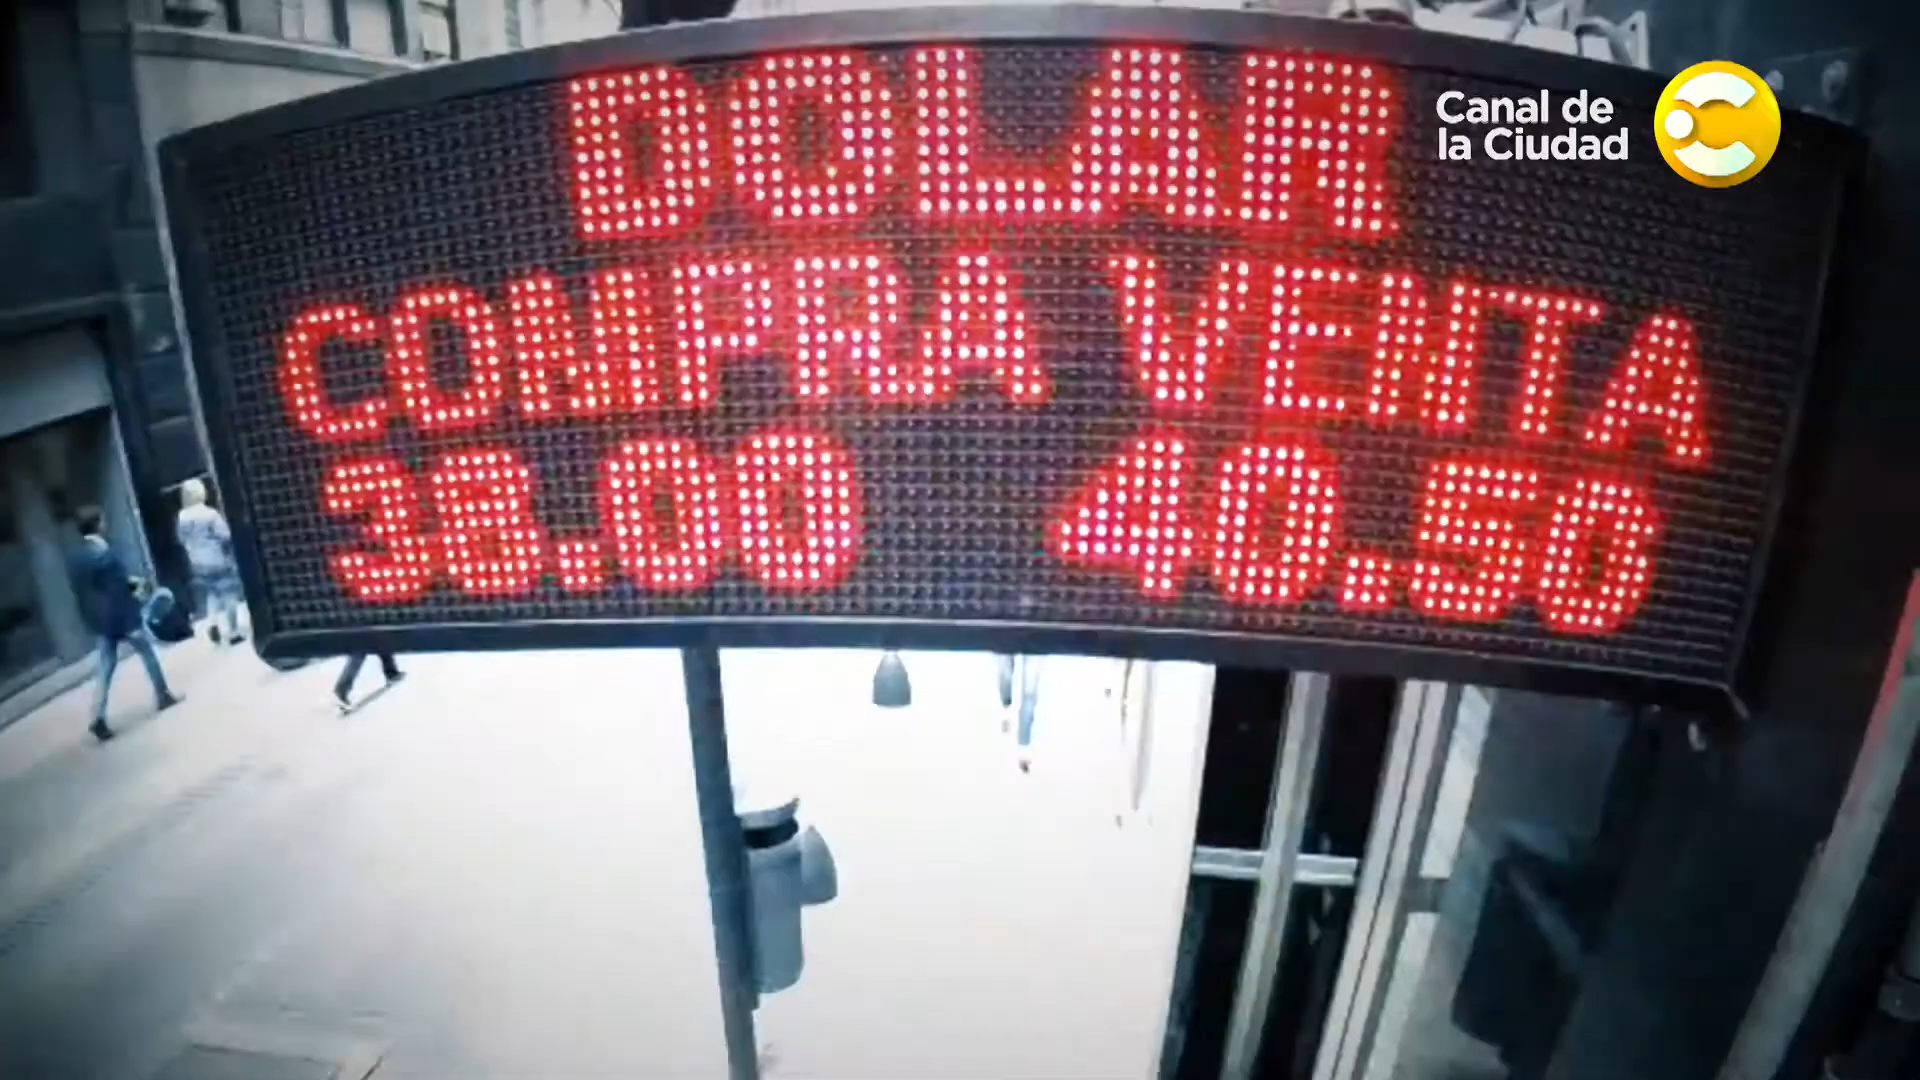 DOLAR
COMPRA VENTA
38.00 40.50
Canal de
la Ciudad